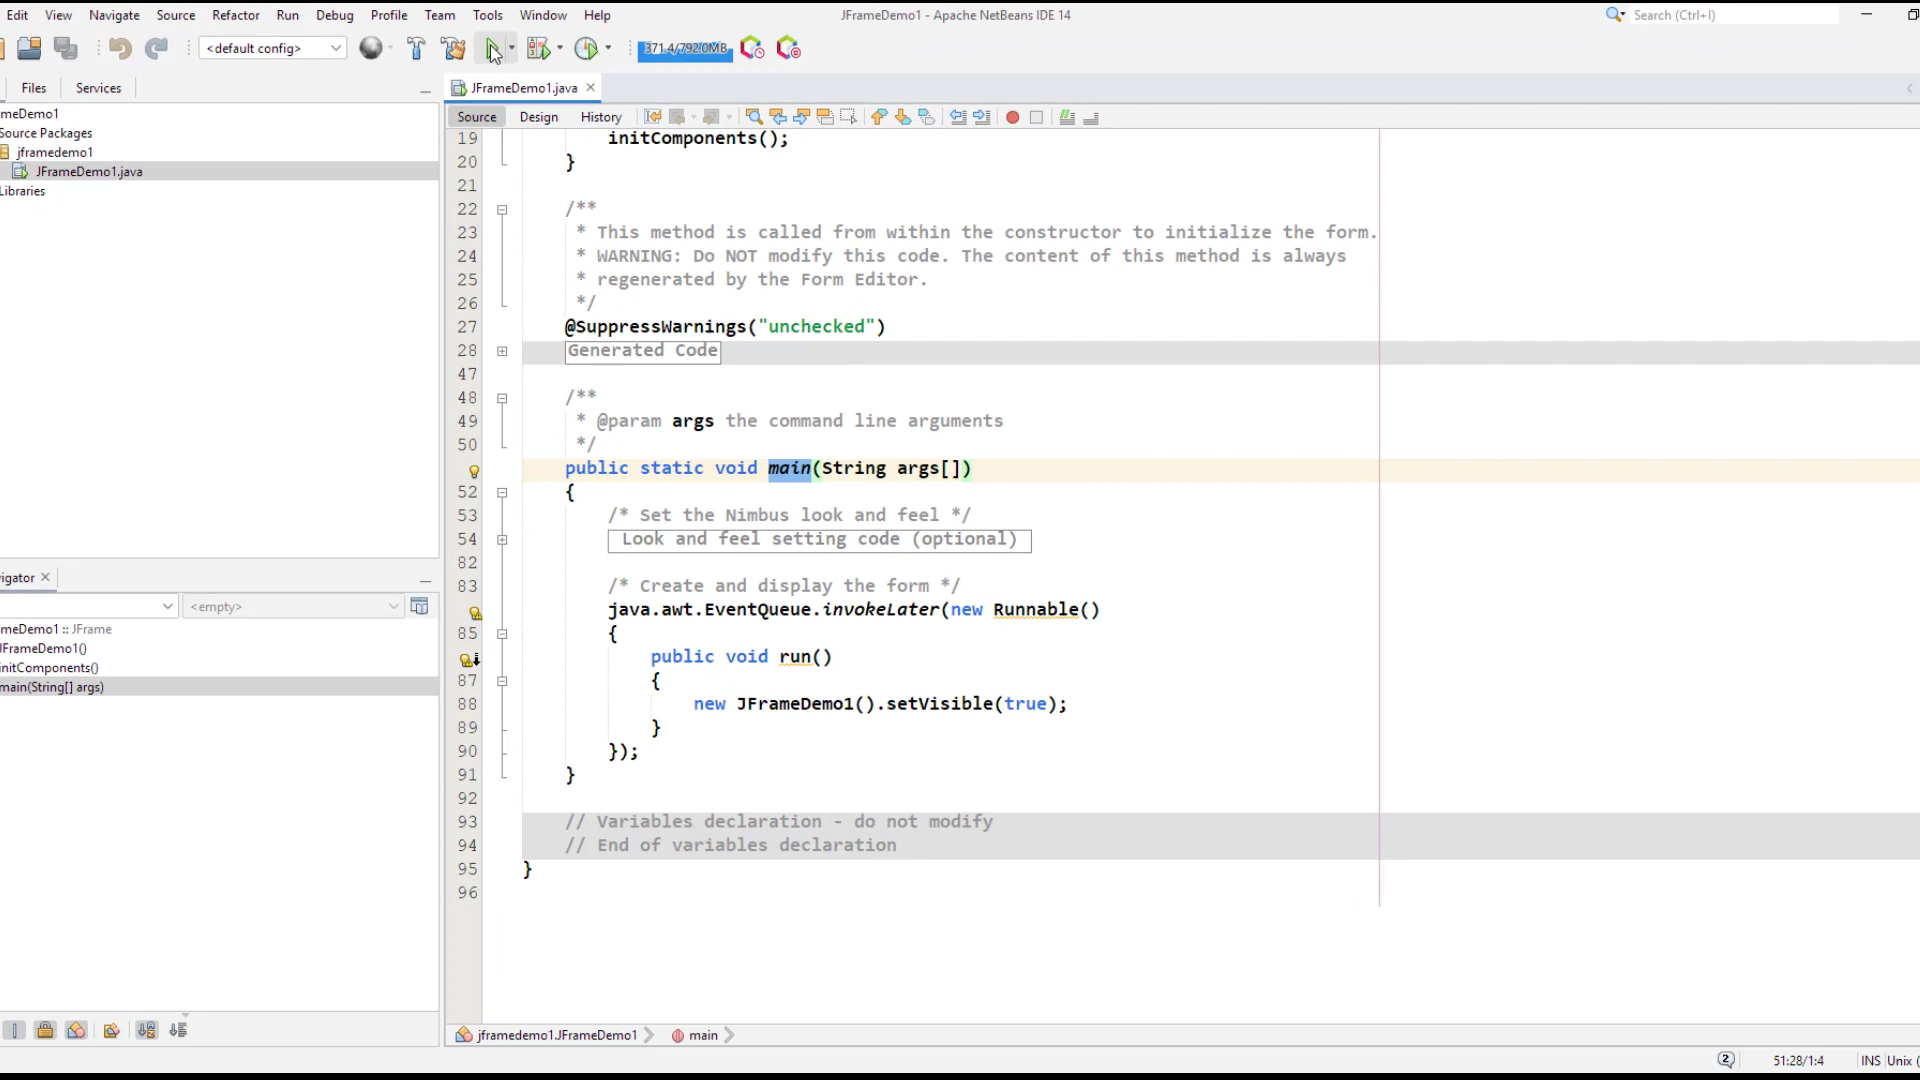 Edit View Navigate Source Refactor Run Debug Profile Team Tools Window Help JFrameDemo1 - Apache NetBeans IDE 14 Search (Ctrl+I)
<default config> 371.4/792.0MB
Files Services JFrameDemo1.java
meDemo1
Source Packages
jframedemo1
JFrameDemo1.java
Libraries
Source Design History
19 initComponents();
20 }
21
22 /**
23 * This method is called from within the constructor to initialize the form.
24 * WARNING: Do NOT modify this code. The content of this method is always
25 * regenerated by the Form Editor.
26 */
27 @SuppressWarnings("unchecked")
28 Generated Code
47
48 /**
49 * @param args the command line arguments
50 */
public static void main(String args[])
52 {
53 /* Set the Nimbus look and feel */
54 Look and feel setting code (optional)
82
83 /* Create and display the form */
java.awt.EventQueue.invokeLater(new Runnable()
85 {
public void run()
87 {
88 new JFrameDemo1().setVisible(true);
89 }
90 });
91 }
92
93 // Variables declaration - do not modify
94 // End of variables declaration
95 }
96
igator
<empty>
meDemo1 :: JFrame
JFrameDemo1()
initComponents()
main(String[] args)
jframedemo1.JFrameDemo1 main
2 51:28/1:4 INS Unix (